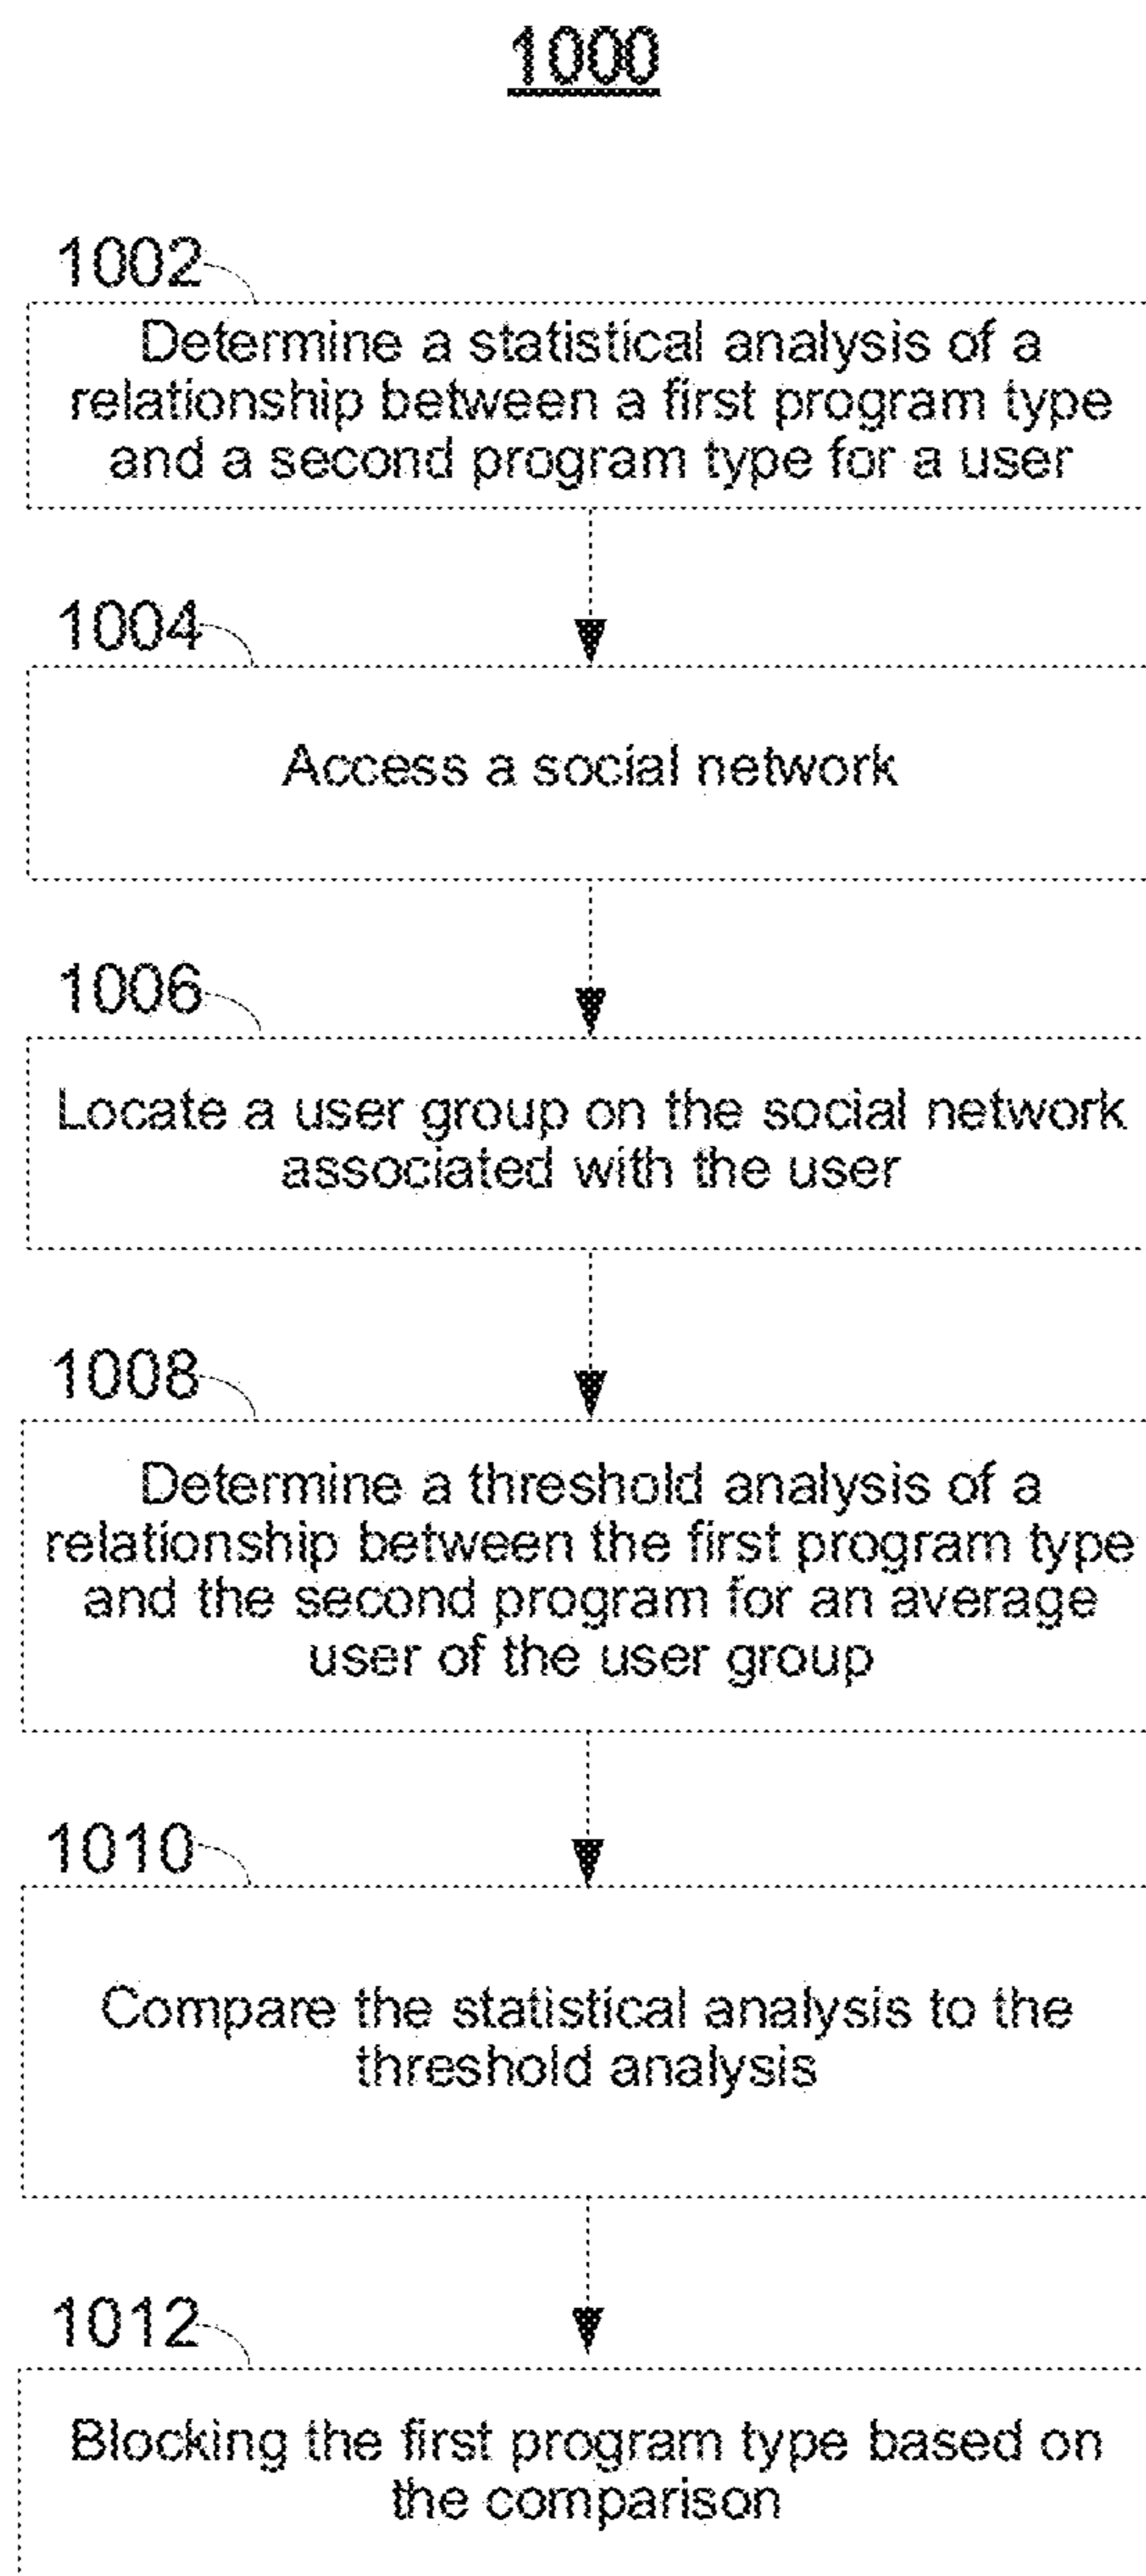 1000
1002
Determine a statistical analysis of a
relationship between a first program type
and a second program type for a user
1004
Access a social network
1006
Locate a user group on the social network
associated with the user
1008
Determine a threshold analysis of a
relationship between the first program type
and the second program for an average
user of the user group
1010
Compare the statistical analysis to the
threshold analysis
1012
Blocking the first program type based on
the comparison